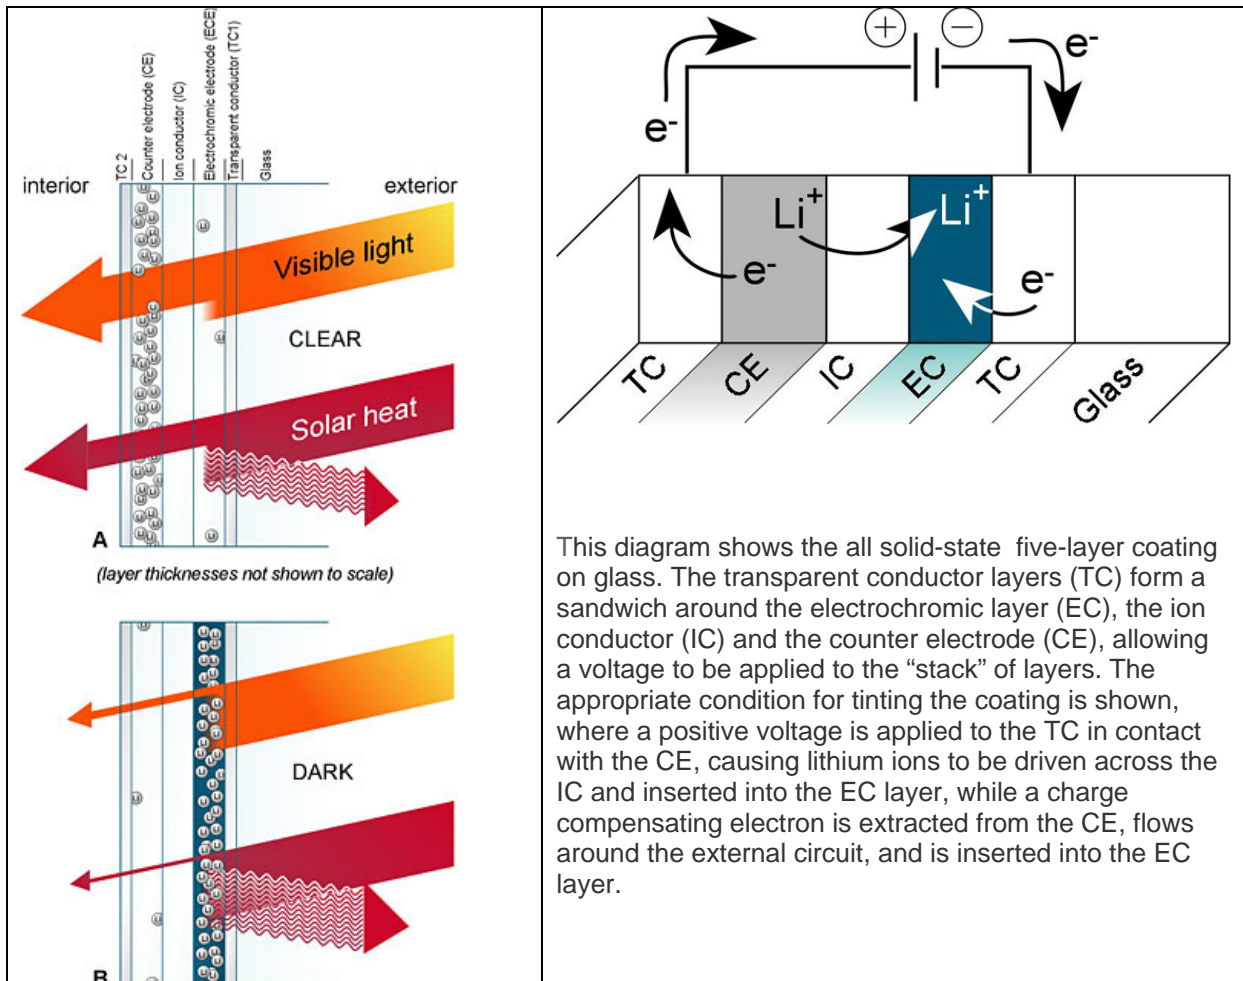 TC 2
Counter electrode (CE)
Ion conductor (IC)
Electrochromic electrode (ECE)
Transparent conductor (TC1)
Glass
interior
exterior
Visible light
CLEAR
Solar heat
A
(layer thicknesses not shown to scale)
DARK
B
+ −
e-
e-
Li+
Li+
e-
e-
TC
CE
IC
EC
TC
Glass
This diagram shows the all solid-state  five-layer coating
on glass. The transparent conductor layers (TC) form a
sandwich around the electrochromic layer (EC), the ion
conductor (IC) and the counter electrode (CE), allowing
a voltage to be applied to the “stack” of layers. The
appropriate condition for tinting the coating is shown,
where a positive voltage is applied to the TC in contact
with the CE, causing lithium ions to be driven across the
IC and inserted into the EC layer, while a charge
compensating electron is extracted from the CE, flows
around the external circuit, and is inserted into the EC
layer.